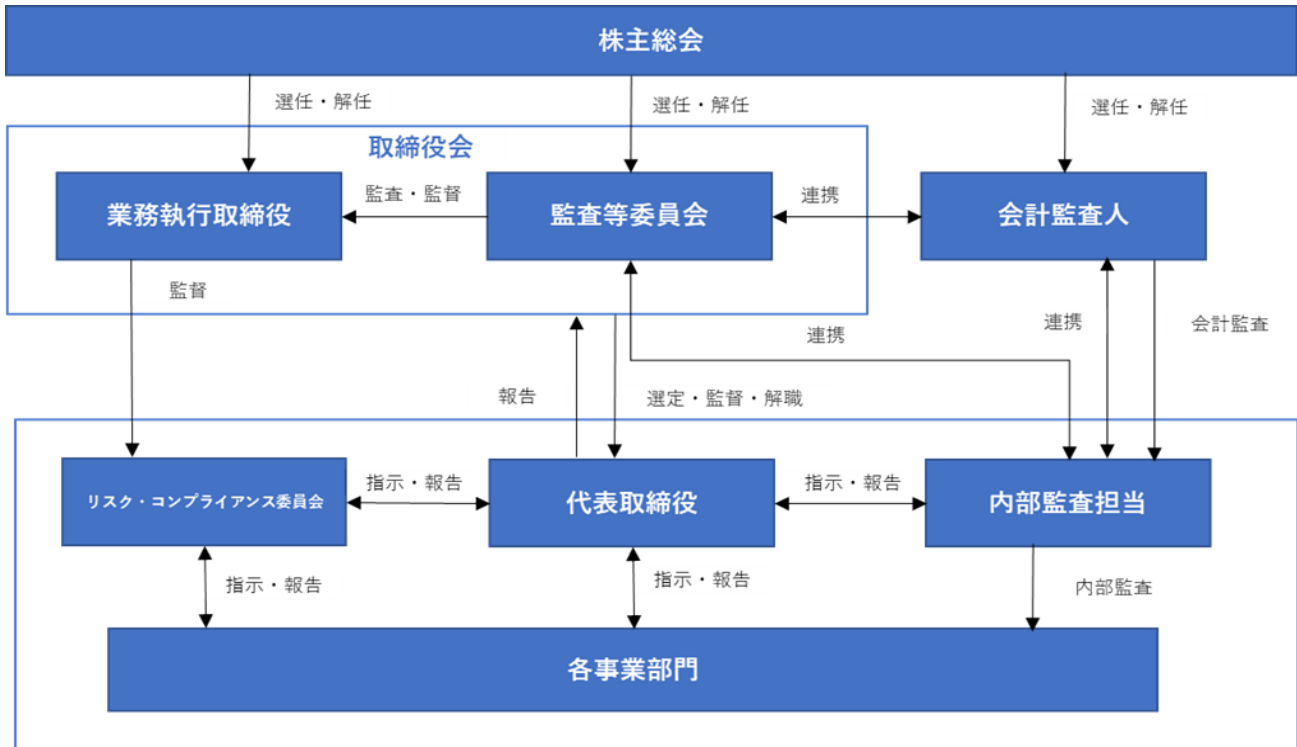 株主総会
選任・解任
選任・解任
選任・解任
取締役会
業務執行取締役
監査・監督
監査等委員会
連携
会計監査人
監督
連携
連携
会計監査
報告
選定・監督・解職
リスク・コンプライアンス委員会
指示・報告
代表取締役
指示・報告
内部監査担当
指示・報告
指示・報告
内部監査
各事業部門